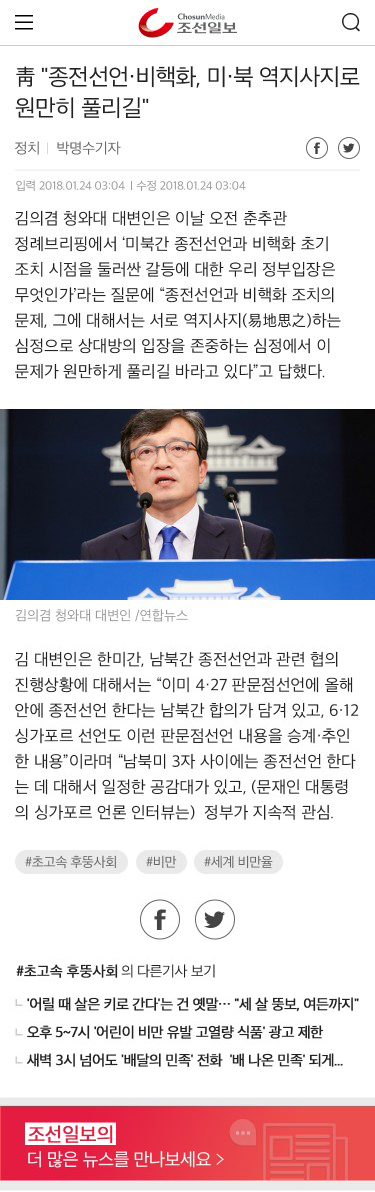 ChosunMedia
조선일보
靑 "종전선언·비핵화, 미·북 역지사지로
원만히 풀리길"
정치 | 박명수기자
입력 2018.01.24 03:04 | 수정 2018.01.24 03:04
김의겸 청와대 대변인은 이날 오전 춘추관
정례브리핑에서 ‘미북간 종전선언과 비핵화 초기
조치 시점을 둘러싼 갈등에 대한 우리 정부입장은
무엇인가’라는 질문에 “종전선언과 비핵화 조치의
문제, 그에 대해서는 서로 역지사지(易地思之)하는
심정으로 상대방의 입장을 존중하는 심정에서 이
문제가 원만하게 풀리길 바라고 있다”고 답했다.
김의겸 청와대 대변인 /연합뉴스
김 대변인은 한미간, 남북간 종전선언과 관련 협의
진행상황에 대해서는 “이미 4·27 판문점선언에 올해
안에 종전선언 한다는 남북간 합의가 담겨 있고, 6·12
싱가포르 선언도 이런 판문점선언 내용을 승계·추인
한 내용”이라며 “남북미 3자 사이에는 종전선언 한다
는 데 대해서 일정한 공감대가 있고, (문재인 대통령
의 싱가포르 언론 인터뷰는) 정부가 지속적 관심.
#초고속 후뚱사회 #비만 #세계 비만율
#초고속 후뚱사회 의 다른기사 보기
'어릴 때 살은 키로 간다'는 건 옛말… "세 살 뚱보, 여든까지"
오후 5~7시 '어린이 비만 유발 고열량 식품' 광고 제한
새벽 3시 넘어도 '배달의 민족' 전화 '배 나온 민족' 되게...
조선일보의
더 많은 뉴스를 만나보세요 >